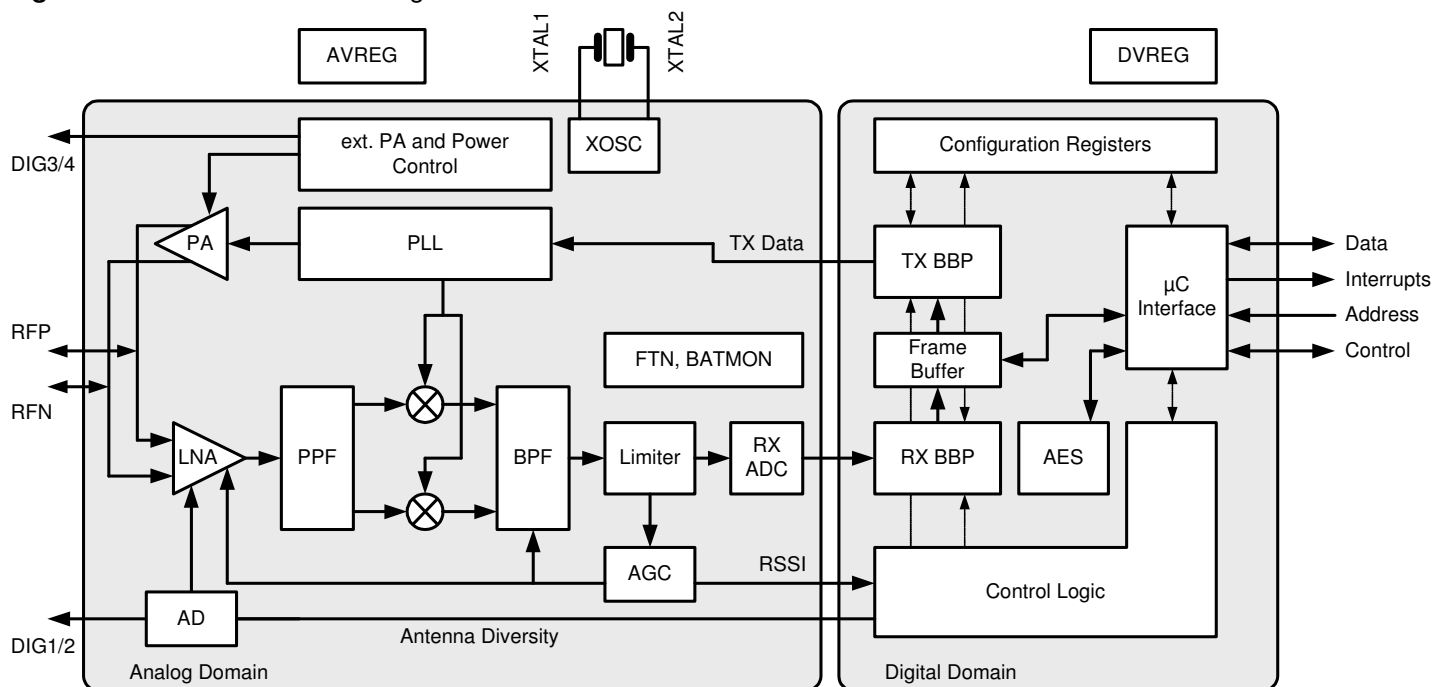 XTAL1
XTAL2
AVREG
DVREG
ext. PA and Power
Control
XOSC
Configuration Registers
DIG3/4
PA
PLL
TX Data
TX BBP
µC
Interface
Data
Interrupts
Address
Control
RFP
RFN
FTN, BATMON
Frame
Buffer
LNA
PPF
BPF
Limiter
RX
ADC
RX BBP
AES
AGC
RSSI
Control Logic
AD
DIG1/2
Antenna Diversity
Analog Domain
Digital Domain